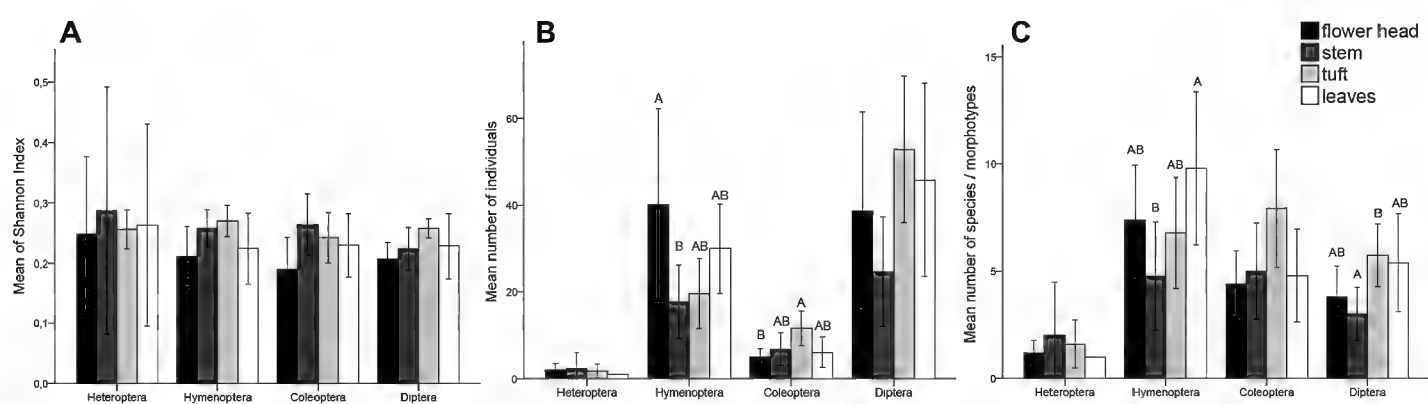 A
Mean of Shannon Index
0,5
0,4
0,3
0,2
0,1
0,0
Heteroptera Hymenoptera Coleoptera Diptera
B
Mean number of individuals
60
40
20
0
A
B AB AB
B AB A AB
Heteroptera Hymenoptera Coleoptera Diptera
C
Mean number of species / morphotypes
15
10
5
0
AB B AB A
AB A B AB
Heteroptera Hymenoptera Coleoptera Diptera
flower head
stem
tuft
leaves